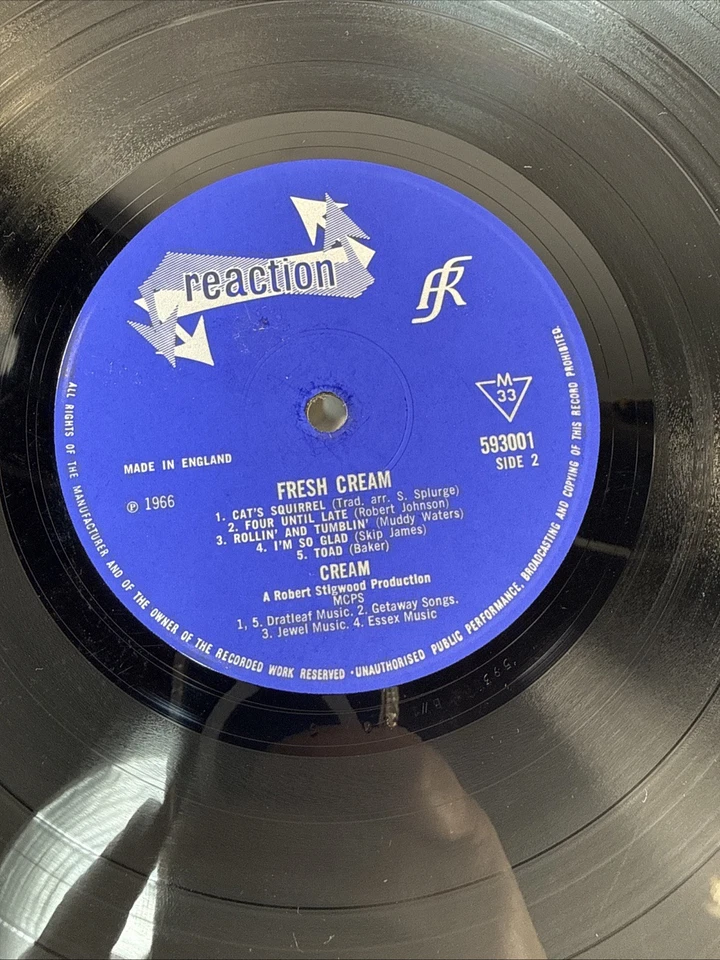 reaction
R
M
33
593001
SIDE 2
MADE IN ENGLAND
℗ 1966
FRESH CREAM
1. CAT'S SQUIRREL (Trad. arr. S. Splurge)
2. FOUR UNTIL LATE (Robert Johnson)
3. ROLLIN' AND TUMBLIN' (Muddy Waters)
4. I'M SO GLAD (Skip James)
5. TOAD (Baker)
CREAM
A Robert Stigwood Production
MCPS
1, 5. Dratleaf Music. 2. Getaway Songs.
3. Jewel Music. 4. Essex Music
ALL RIGHTS OF THE MANUFACTURER AND OF THE OWNER OF THE RECORDED WORK RESERVED · UNAUTHORISED PUBLIC PERFORMANCE, BROADCASTING AND COPYING OF THIS RECORD PROHIBITED.